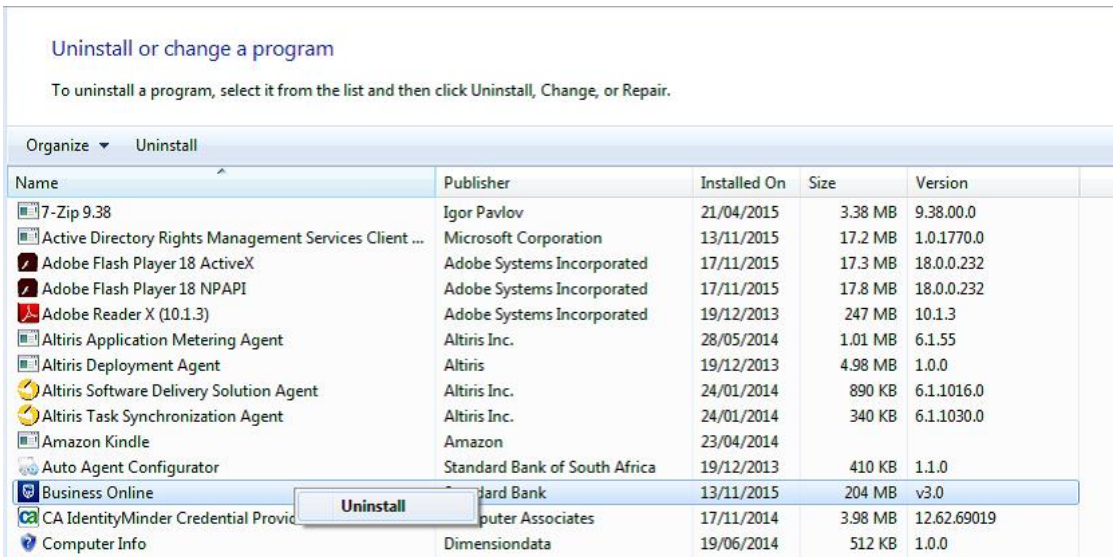 Uninstall or change a program
To uninstall a program, select it from the list and then click Uninstall, Change, or Repair.
Organize Uninstall
Name Publisher Installed On Size Version
7-Zip 9.38 Igor Pavlov 21/04/2015 3.38 MB 9.38.00.0
Active Directory Rights Management Services Client ... Microsoft Corporation 13/11/2015 17.2 MB 1.0.1770.0
Adobe Flash Player 18 ActiveX Adobe Systems Incorporated 17/11/2015 17.3 MB 18.0.0.232
Adobe Flash Player 18 NPAPI Adobe Systems Incorporated 17/11/2015 17.8 MB 18.0.0.232
Adobe Reader X (10.1.3) Adobe Systems Incorporated 19/12/2013 247 MB 10.1.3
Altiris Application Metering Agent Altiris Inc. 28/05/2014 1.01 MB 6.1.55
Altiris Deployment Agent Altiris 19/12/2013 4.98 MB 1.0.0
Altiris Software Delivery Solution Agent Altiris Inc. 24/01/2014 890 KB 6.1.1016.0
Altiris Task Synchronization Agent Altiris Inc. 24/01/2014 340 KB 6.1.1030.0
Amazon Kindle Amazon 23/04/2014
Auto Agent Configurator Standard Bank of South Africa 19/12/2013 410 KB 1.1.0
Business Online Uninstall dard Bank 13/11/2015 204 MB v3.0
ca CA IdentityMinder Credential Provi puter Associates 17/11/2014 3.98 MB 12.62.69019
Computer Info Dimensiondata 19/06/2014 512 KB 1.0.0